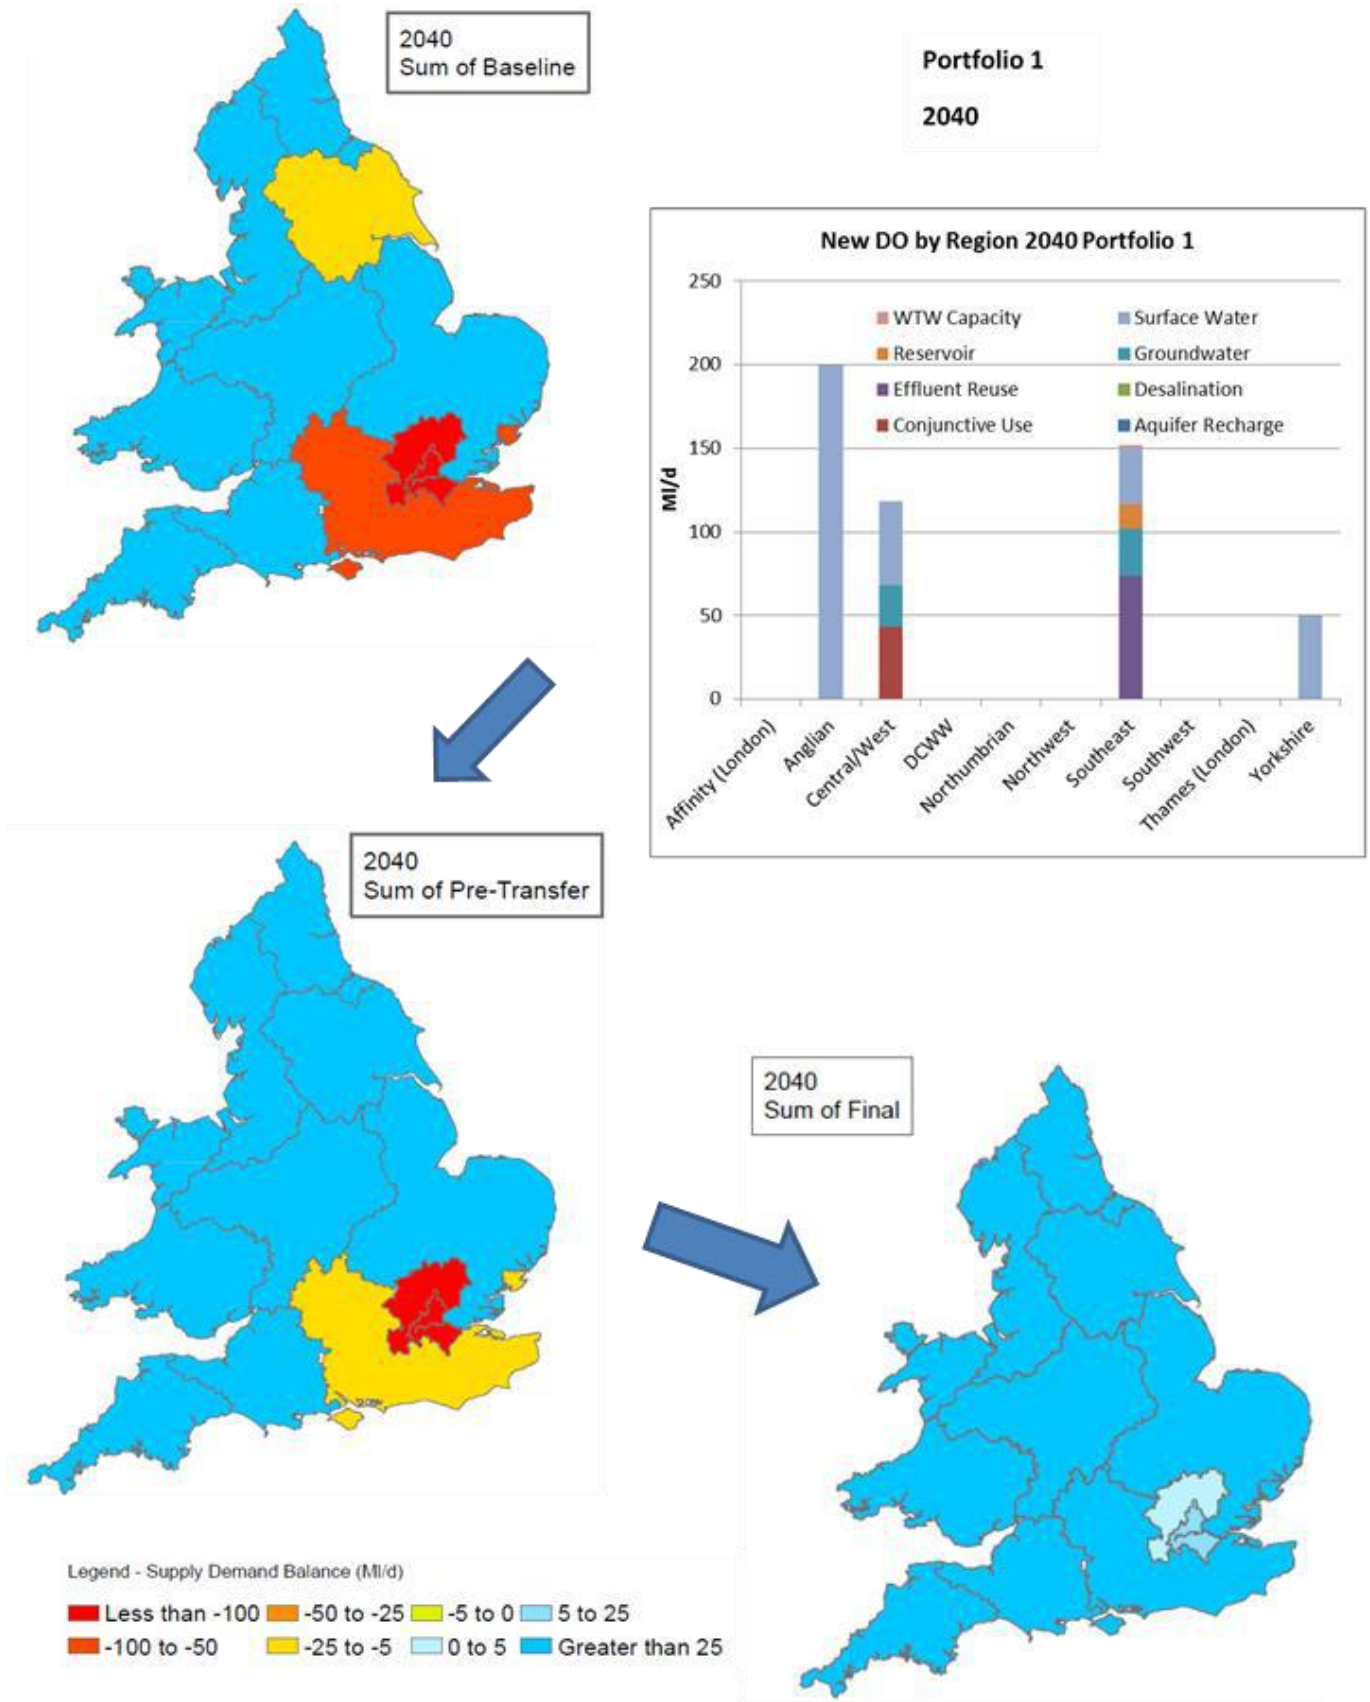 2040
Sum of Baseline
Portfolio 1
2040
New DO by Region 2040 Portfolio 1
250
200
150
100
50
0
Ml/d
WTW Capacity
Surface Water
Reservoir
Groundwater
Effluent Reuse
Desalination
Conjunctive Use
Aquifer Recharge
Affinity (London)
Anglian
Central/West
DCWW
Northumbrian
Northwest
Southeast
Southwest
Thames (London)
Yorkshire
2040
Sum of Pre-Transfer
2040
Sum of Final
Legend - Supply Demand Balance (Ml/d)
Less than -100
-50 to -25
-5 to 0
5 to 25
-100 to -50
-25 to -5
0 to 5
Greater than 25